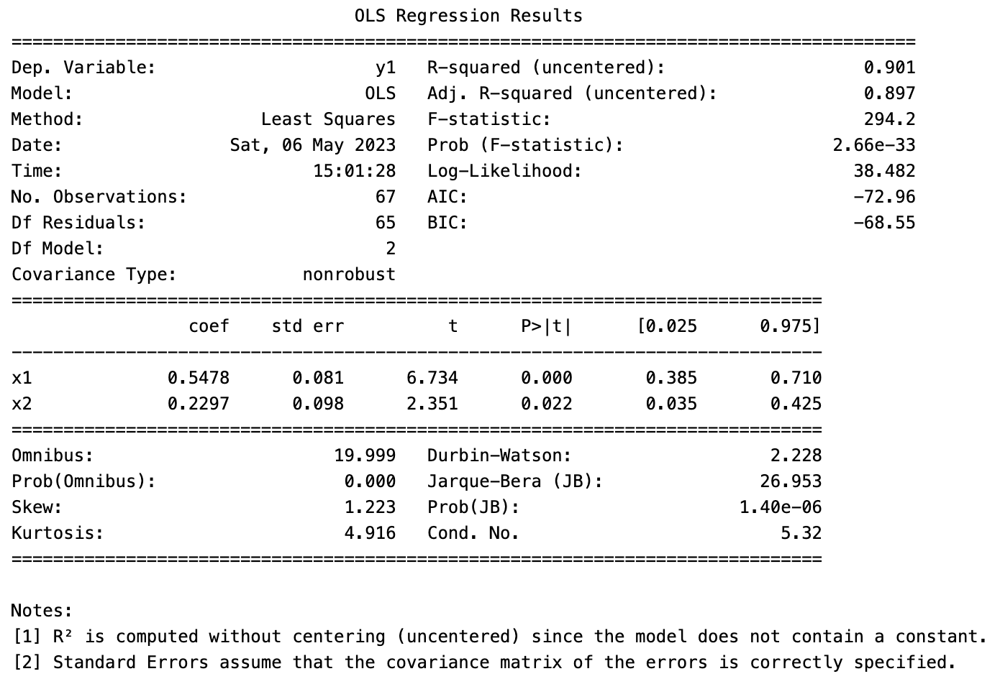 OLS Regression Results
==============================================================================
Dep. Variable: y1 R-squared (uncentered): 0.901
Model: OLS Adj. R-squared (uncentered): 0.897
Method: Least Squares F-statistic: 294.2
Date: Sat, 06 May 2023 Prob (F-statistic): 2.66e-33
Time: 15:01:28 Log-Likelihood: 38.482
No. Observations: 67 AIC: -72.96
Df Residuals: 65 BIC: -68.55
Df Model: 2
Covariance Type: nonrobust
==============================================================================
coef std err t P>|t| [0.025 0.975]
------------------------------------------------------------------------------
x1 0.5478 0.081 6.734 0.000 0.385 0.710
x2 0.2297 0.098 2.351 0.022 0.035 0.425
==============================================================================
Omnibus: 19.999 Durbin-Watson: 2.228
Prob(Omnibus): 0.000 Jarque-Bera (JB): 26.953
Skew: 1.223 Prob(JB): 1.40e-06
Kurtosis: 4.916 Cond. No. 5.32
==============================================================================
Notes:
[1] R² is computed without centering (uncentered) since the model does not contain a constant.
[2] Standard Errors assume that the covariance matrix of the errors is correctly specified.